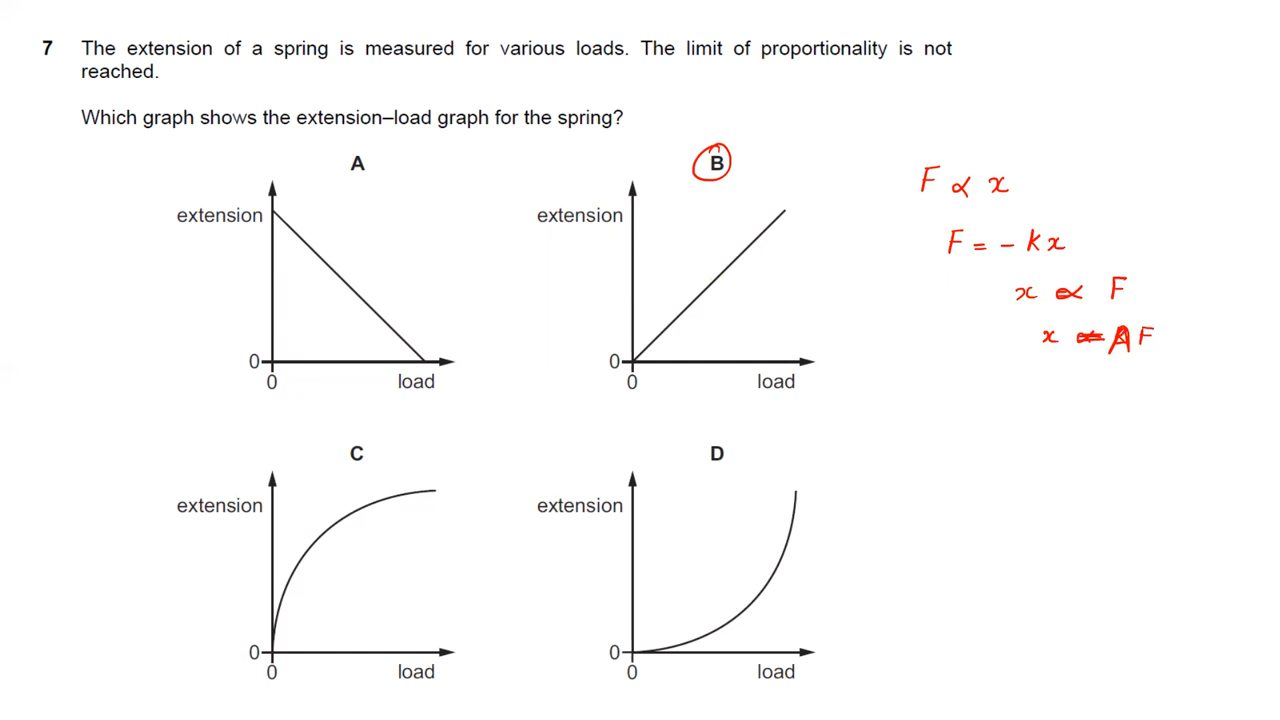 7 The extension of a spring is measured for various loads. The limit of proportionality is not
reached.
Which graph shows the extension–load graph for the spring?
A
B
extension
0
0
load
extension
0
0
load
C
D
extension
0
0
load
extension
0
0
load
F ∝ x
F = - kx
x ∝ F
x = A F